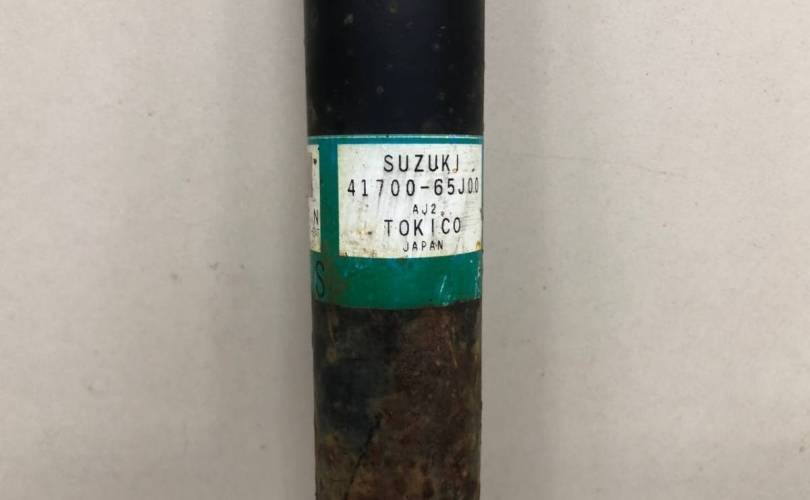 SUZUKI
41700-65J00
AJ2
TOKICO
JAPAN
N
S